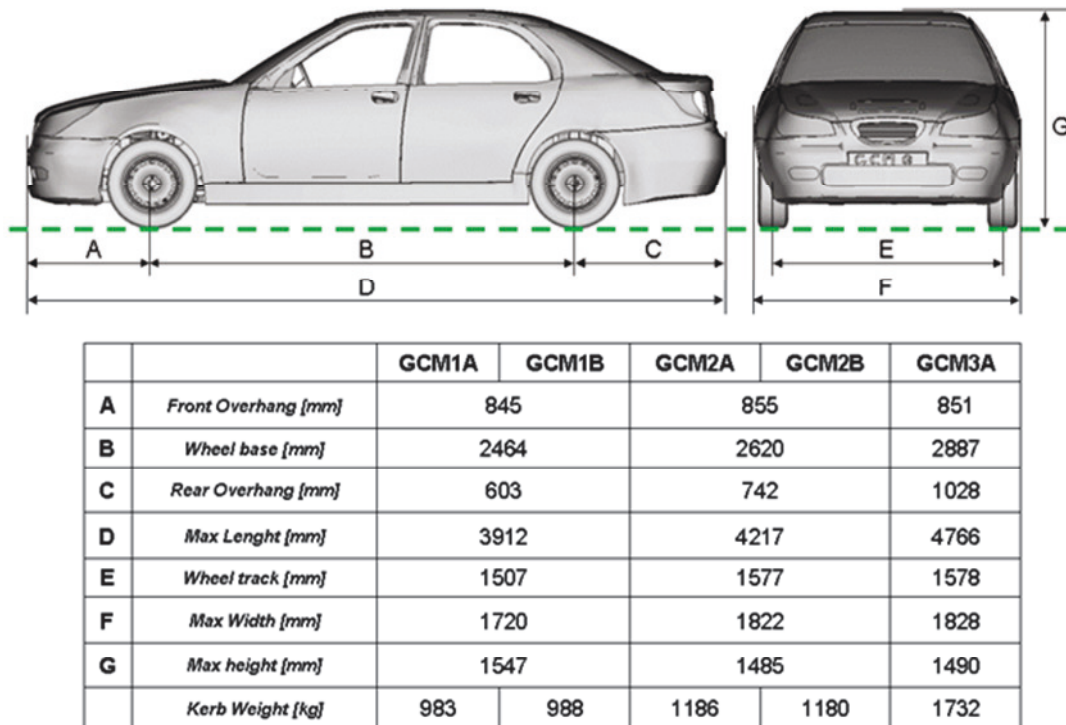 G
GCM G
A B C E
D F
GCM1A GCM1B GCM2A GCM2B GCM3A
A Front Overhang [mm] 845 855 851
B Wheel base [mm] 2464 2620 2887
C Rear Overhang [mm] 603 742 1028
D Max Lenght [mm] 3912 4217 4766
E Wheel track [mm] 1507 1577 1578
F Max Width [mm] 1720 1822 1828
G Max height [mm] 1547 1485 1490
Kerb Weight [kg] 983 988 1186 1180 1732